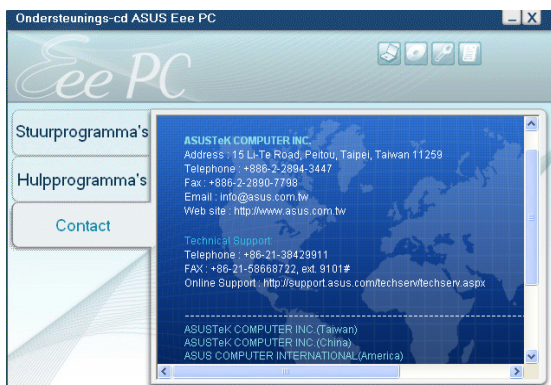 Ondersteunings-cd ASUS Eee PC
Eee PC
Stuurprogramma's
Hulpprogramma's
Contact
ASUSTeK COMPUTER INC.
Address : 15 Li-Te Road, Peitou, Taipei, Taiwan 11259
Telephone : +886-2-2894-3447
Fax : +886-2-2890-7798
Email : info@asus.com.tw
Web site : http://www.asus.com.tw
Technical Support:
Telephone : +86-21-38429911
FAX : +86-21-58668722, ext. 9101#
Online Support : http://support.asus.com/techserv/techserv.aspx
--------------------------------------------------------------------------------
ASUSTeK COMPUTER INC.(Taiwan)
ASUSTeK COMPUTER INC.(China)
ASUS COMPUTER INTERNATIONAL(America)